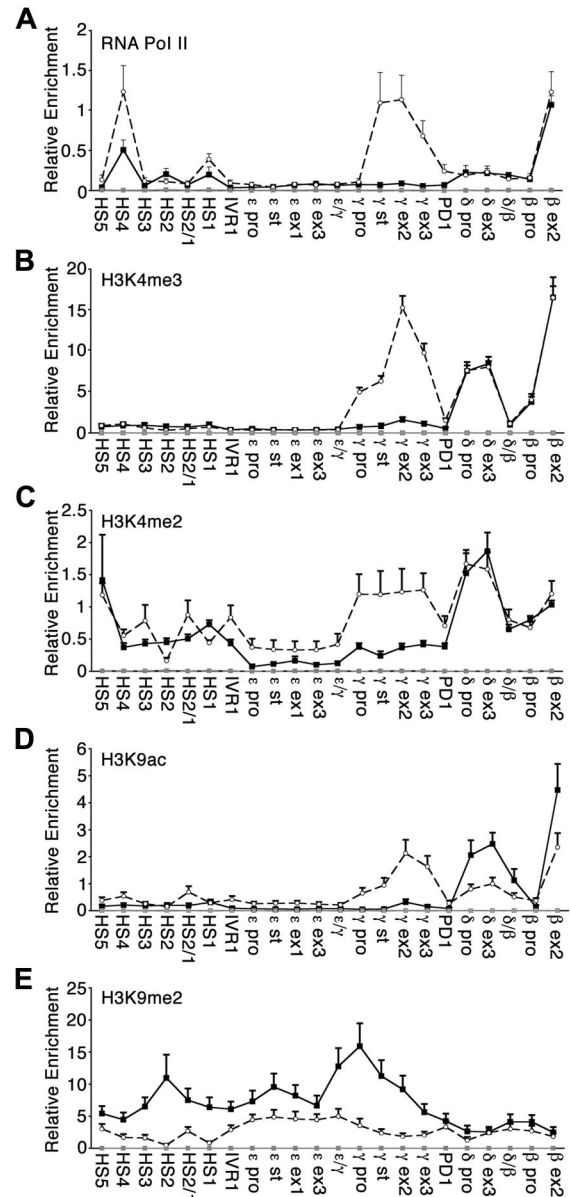 A
RNA Pol II
Relative Enrichment
2
1.5
1
0.5
0
HS5 HS4 HS3 HS2 HS2/1 HS1 IVR1 ε pro ε st ε ex1 ε ex3 ε/γ γ pro γ st γ ex2 γ ex3 PD1 δ pro δ ex3 δ/β β pro β ex2
B
H3K4me3
Relative Enrichment
20
15
10
5
0
HS5 HS4 HS3 HS2 HS2/1 HS1 IVR1 ε pro ε st ε ex1 ε ex3 ε/γ γ pro γ st γ ex2 γ ex3 PD1 δ pro δ ex3 δ/β β pro β ex2
C
H3K4me2
Relative Enrichment
2.5
2
1.5
1
0.5
0
HS5 HS4 HS3 HS2 HS2/1 HS1 IVR1 ε pro ε st ε ex1 ε ex3 ε/γ γ pro γ st γ ex2 γ ex3 PD1 δ pro δ ex3 δ/β β pro β ex2
D
H3K9ac
Relative Enrichment
6
5
4
3
2
1
0
HS5 HS4 HS3 HS2 HS2/1 HS1 IVR1 ε pro ε st ε ex1 ε ex3 ε/γ γ pro γ st γ ex2 γ ex3 PD1 δ pro δ ex3 δ/β β pro β ex2
E
H3K9me2
Relative Enrichment
25
20
15
10
5
0
HS5 HS4 HS3 HS2 HS2/1 HS1 IVR1 ε pro ε st ε ex1 ε ex3 ε/γ γ pro γ st γ ex2 γ ex3 PD1 δ pro δ ex3 δ/β β pro β ex2